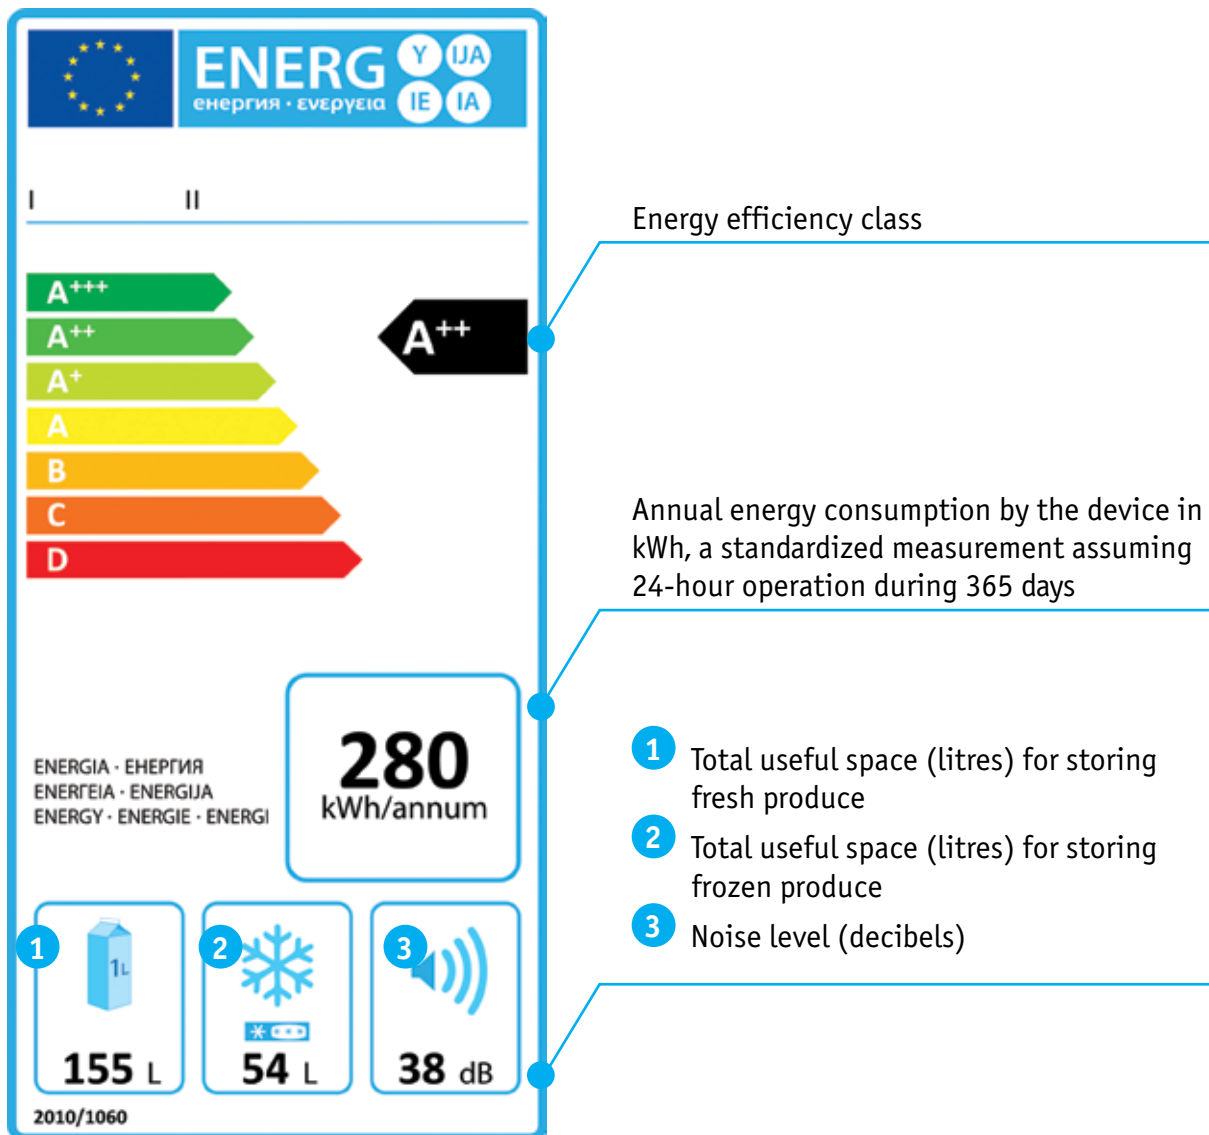 ENERG Y IJA
енергия · ενεργεια IE IA
I II
Energy efficiency class
A+++
A++
A++
A+
A
B
C
D
Annual energy consumption by the device in
kWh, a standardized measurement assuming
24-hour operation during 365 days
280
kWh/annum
ENERGIA · ЕНЕРГИЯ
ΕΝΕΡΓΕΙΑ · ENERGIJA
ENERGY · ENERGIE · ENERGI
1 Total useful space (litres) for storing
fresh produce
2 Total useful space (litres) for storing
frozen produce
3 Noise level (decibels)
1 2 3
1L
155 L
54 L
38 dB
2010/1060